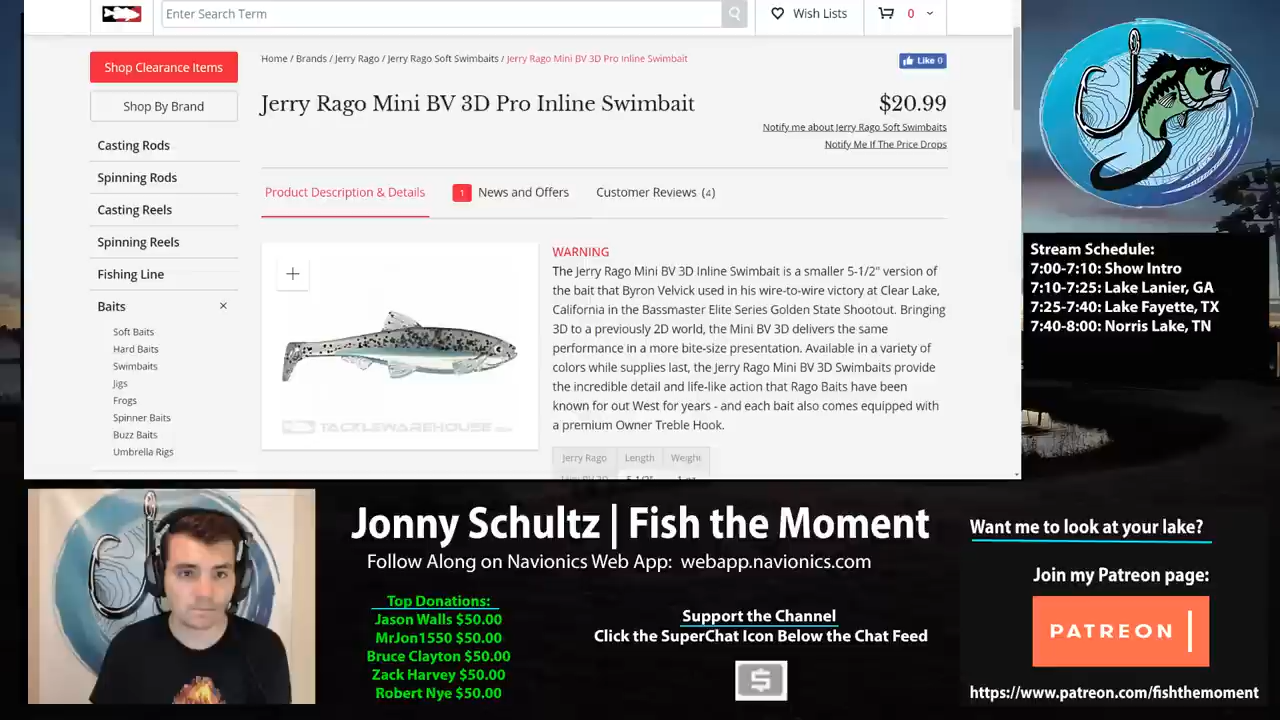 Enter Search Term
Wish Lists
0
Shop Clearance Items
Shop By Brand
Casting Rods
Spinning Rods
Casting Reels
Spinning Reels
Fishing Line
Baits ×
Soft Baits
Hard Baits
Swimbaits
Jigs
Frogs
Spinner Baits
Buzz Baits
Umbrella Rigs
Home / Brands / Jerry Rago / Jerry Rago Soft Swimbaits / Jerry Rago Mini BV 3D Pro Inline Swimbait
Like 0
Jerry Rago Mini BV 3D Pro Inline Swimbait
$20.99
Notify me about Jerry Rago Soft Swimbaits
Notify Me If The Price Drops
Product Description & Details
1 News and Offers
Customer Reviews (4)
TACKLEWAREHOUSE
WARNING
The Jerry Rago Mini BV 3D Inline Swimbait is a smaller 5-1/2" version of
the bait that Byron Velvick used in his wire-to-wire victory at Clear Lake,
California in the Bassmaster Elite Series Golden State Shootout. Bringing
3D to a previously 2D world, the Mini BV 3D delivers the same
performance in a more bite-size presentation. Available in a variety of
colors while supplies last, the Jerry Rago Mini BV 3D Swimbaits provide
the incredible detail and life-like action that Rago Baits have been
known for out West for years - and each bait also comes equipped with
a premium Owner Treble Hook.
Jerry Rago Length Weight
Mini BV 3D 5-1/2" 1 oz
Stream Schedule:
7:00-7:10: Show Intro
7:10-7:25: Lake Lanier, GA
7:25-7:40: Lake Fayette, TX
7:40-8:00: Norris Lake, TN
Jonny Schultz | Fish the Moment
Follow Along on Navionics Web App: webapp.navionics.com
Top Donations:
Jason Walls $50.00
MrJon1550 $50.00
Bruce Clayton $50.00
Zack Harvey $50.00
Robert Nye $50.00
Support the Channel
Click the SuperChat Icon Below the Chat Feed
$
Want me to look at your lake?
Join my Patreon page:
PATREON
https://www.patreon.com/fishthemoment